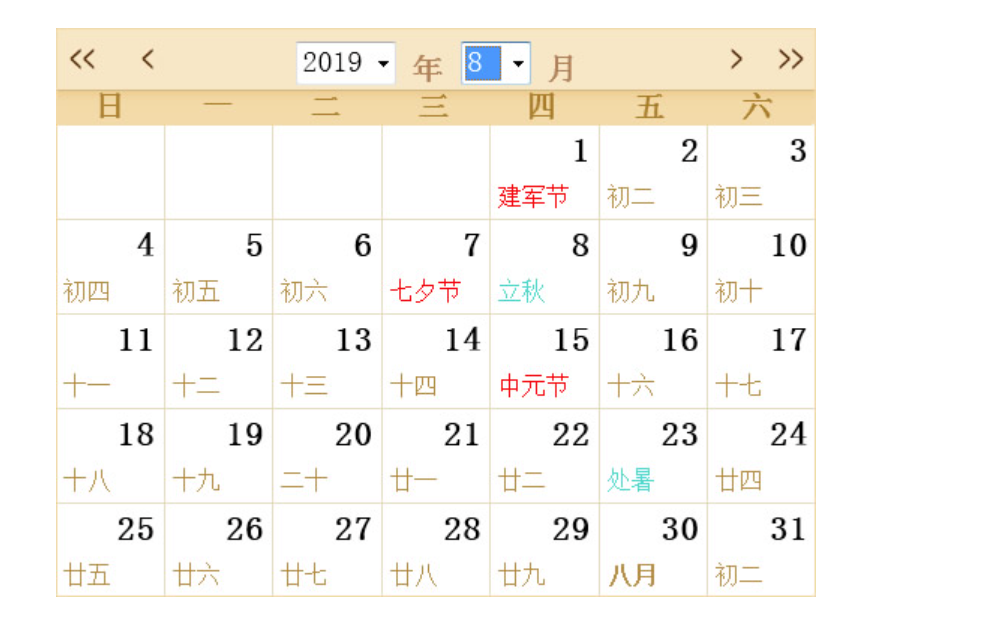 << < 2019 年 8 月 > >>
日 一 二 三 四 五 六
1 2 3
建军节 初二 初三
4 5 6 7 8 9 10
初四 初五 初六 七夕节 立秋 初九 初十
11 12 13 14 15 16 17
十一 十二 十三 十四 中元节 十六 十七
18 19 20 21 22 23 24
十八 十九 二十 廿一 廿二 处暑 廿四
25 26 27 28 29 30 31
廿五 廿六 廿七 廿八 廿九 八月 初二